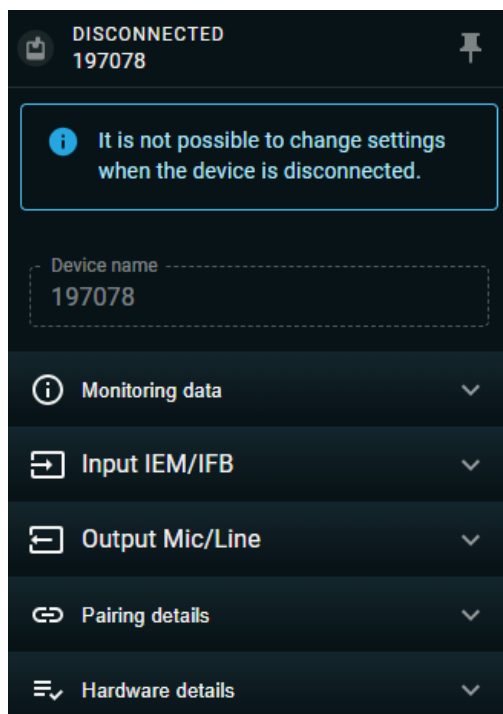 DISCONNECTED
197078
It is not possible to change settings
when the device is disconnected.
Device name
197078
Monitoring data
Input IEM/IFB
Output Mic/Line
Pairing details
Hardware details